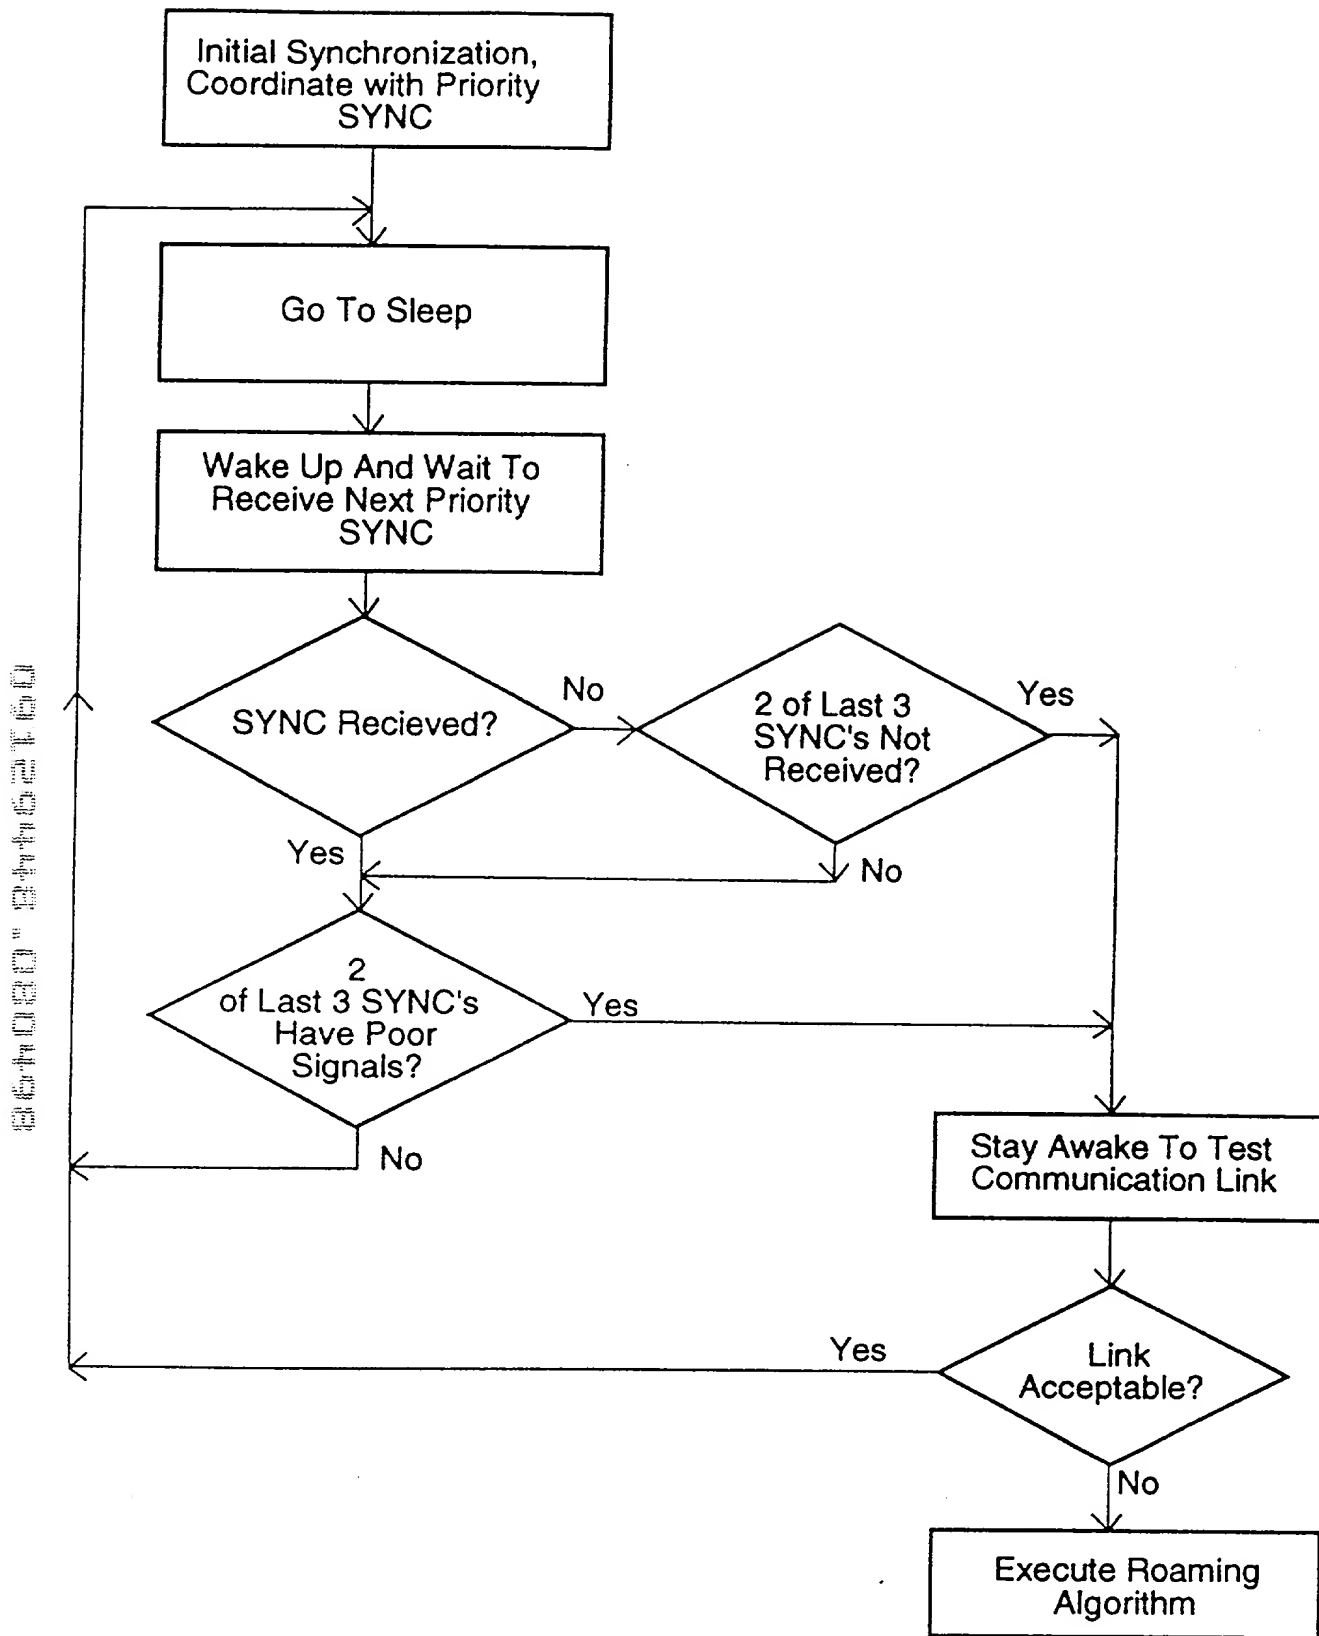 Initial Synchronization,
Coordinate with Priority
SYNC
Go To Sleep
Wake Up And Wait To
Receive Next Priority
SYNC
SYNC Recieved?
No
2 of Last 3
SYNC's Not
Received?
Yes
Yes
No
2
of Last 3 SYNC's
Have Poor
Signals?
Yes
No
Stay Awake To Test
Communication Link
Yes
Link
Acceptable?
No
Execute Roaming
Algorithm